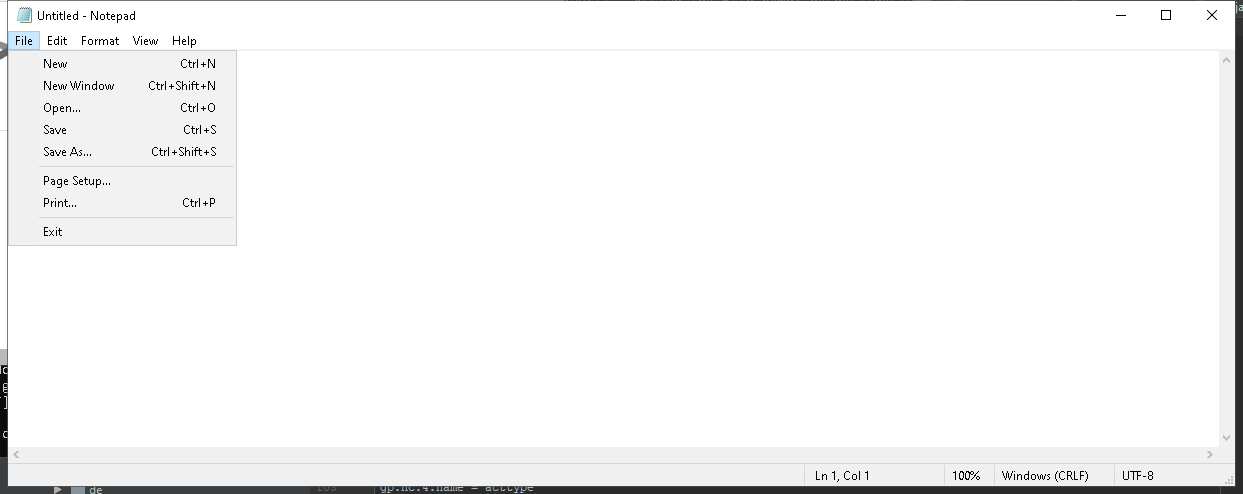 Untitled - Notepad
File Edit Format View Help
New Ctrl+N
New Window Ctrl+Shift+N
Open... Ctrl+O
Save Ctrl+S
Save As... Ctrl+Shift+S
Page Setup...
Print... Ctrl+P
Exit
Ln 1, Col 1 100% Windows (CRLF) UTF-8
de